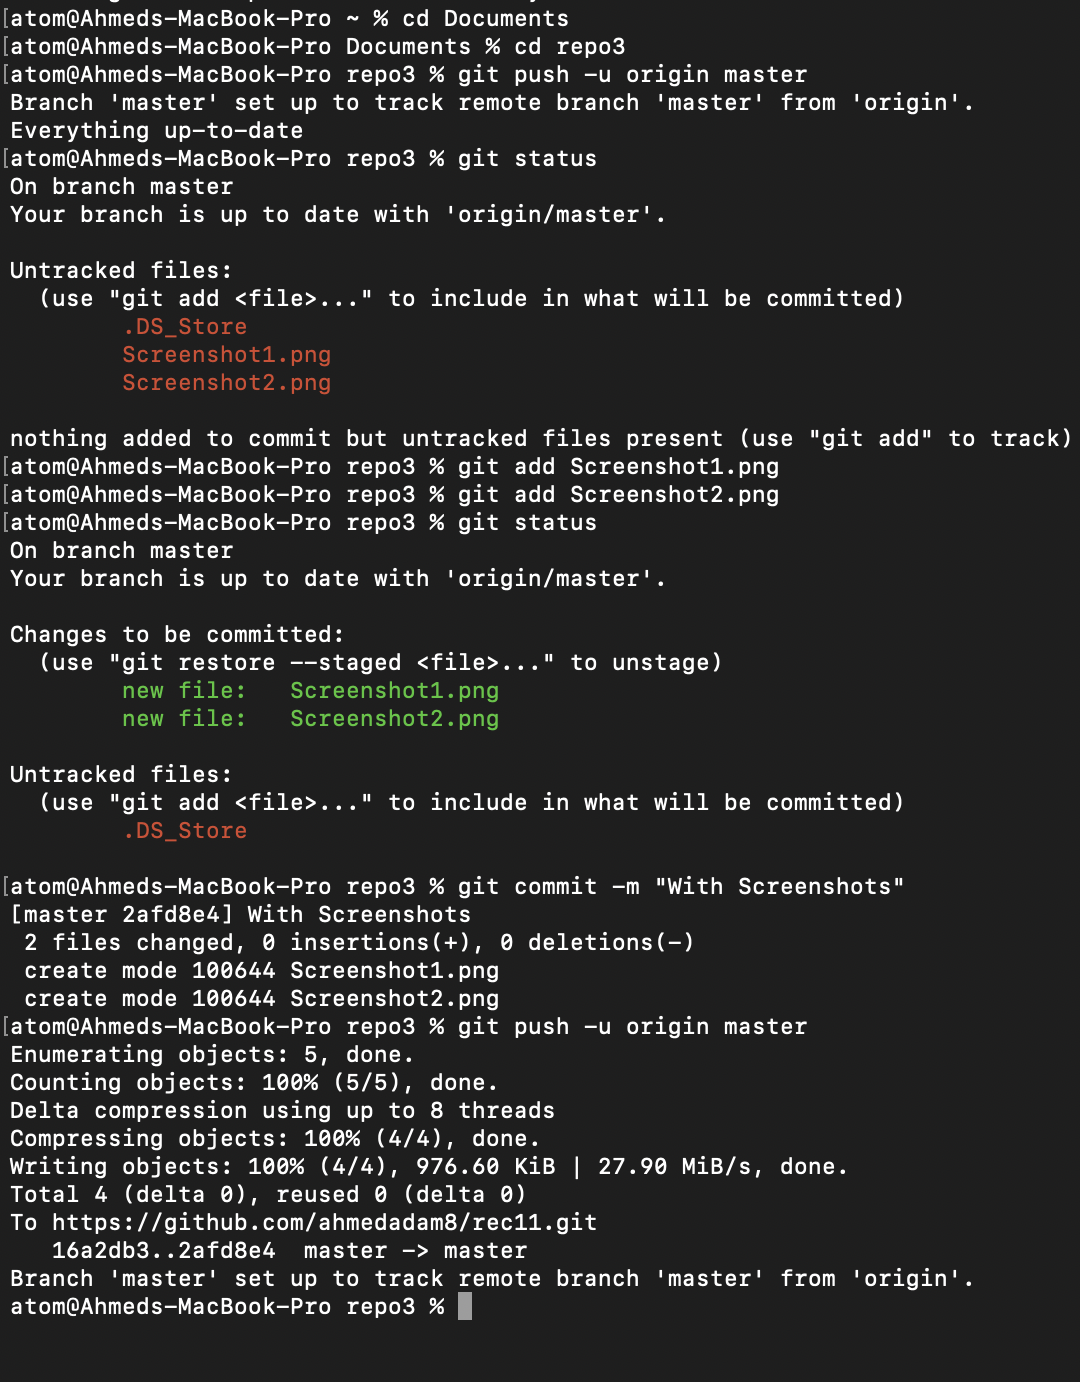 [atom@Ahmeds-MacBook-Pro ~ % cd Documents
[atom@Ahmeds-MacBook-Pro Documents % cd repo3
[atom@Ahmeds-MacBook-Pro repo3 % git push -u origin master
Branch 'master' set up to track remote branch 'master' from 'origin'.
Everything up-to-date
[atom@Ahmeds-MacBook-Pro repo3 % git status
On branch master
Your branch is up to date with 'origin/master'.

Untracked files:
  (use "git add <file>..." to include in what will be committed)
        .DS_Store
        Screenshot1.png
        Screenshot2.png

nothing added to commit but untracked files present (use "git add" to track)
[atom@Ahmeds-MacBook-Pro repo3 % git add Screenshot1.png
[atom@Ahmeds-MacBook-Pro repo3 % git add Screenshot2.png
[atom@Ahmeds-MacBook-Pro repo3 % git status
On branch master
Your branch is up to date with 'origin/master'.

Changes to be committed:
  (use "git restore --staged <file>..." to unstage)
        new file:   Screenshot1.png
        new file:   Screenshot2.png

Untracked files:
  (use "git add <file>..." to include in what will be committed)
        .DS_Store

[atom@Ahmeds-MacBook-Pro repo3 % git commit -m "With Screenshots"
[master 2afd8e4] With Screenshots
 2 files changed, 0 insertions(+), 0 deletions(-)
 create mode 100644 Screenshot1.png
 create mode 100644 Screenshot2.png
[atom@Ahmeds-MacBook-Pro repo3 % git push -u origin master
Enumerating objects: 5, done.
Counting objects: 100% (5/5), done.
Delta compression using up to 8 threads
Compressing objects: 100% (4/4), done.
Writing objects: 100% (4/4), 976.60 KiB | 27.90 MiB/s, done.
Total 4 (delta 0), reused 0 (delta 0)
To https://github.com/ahmedadam8/rec11.git
   16a2db3..2afd8e4  master -> master
Branch 'master' set up to track remote branch 'master' from 'origin'.
atom@Ahmeds-MacBook-Pro repo3 %